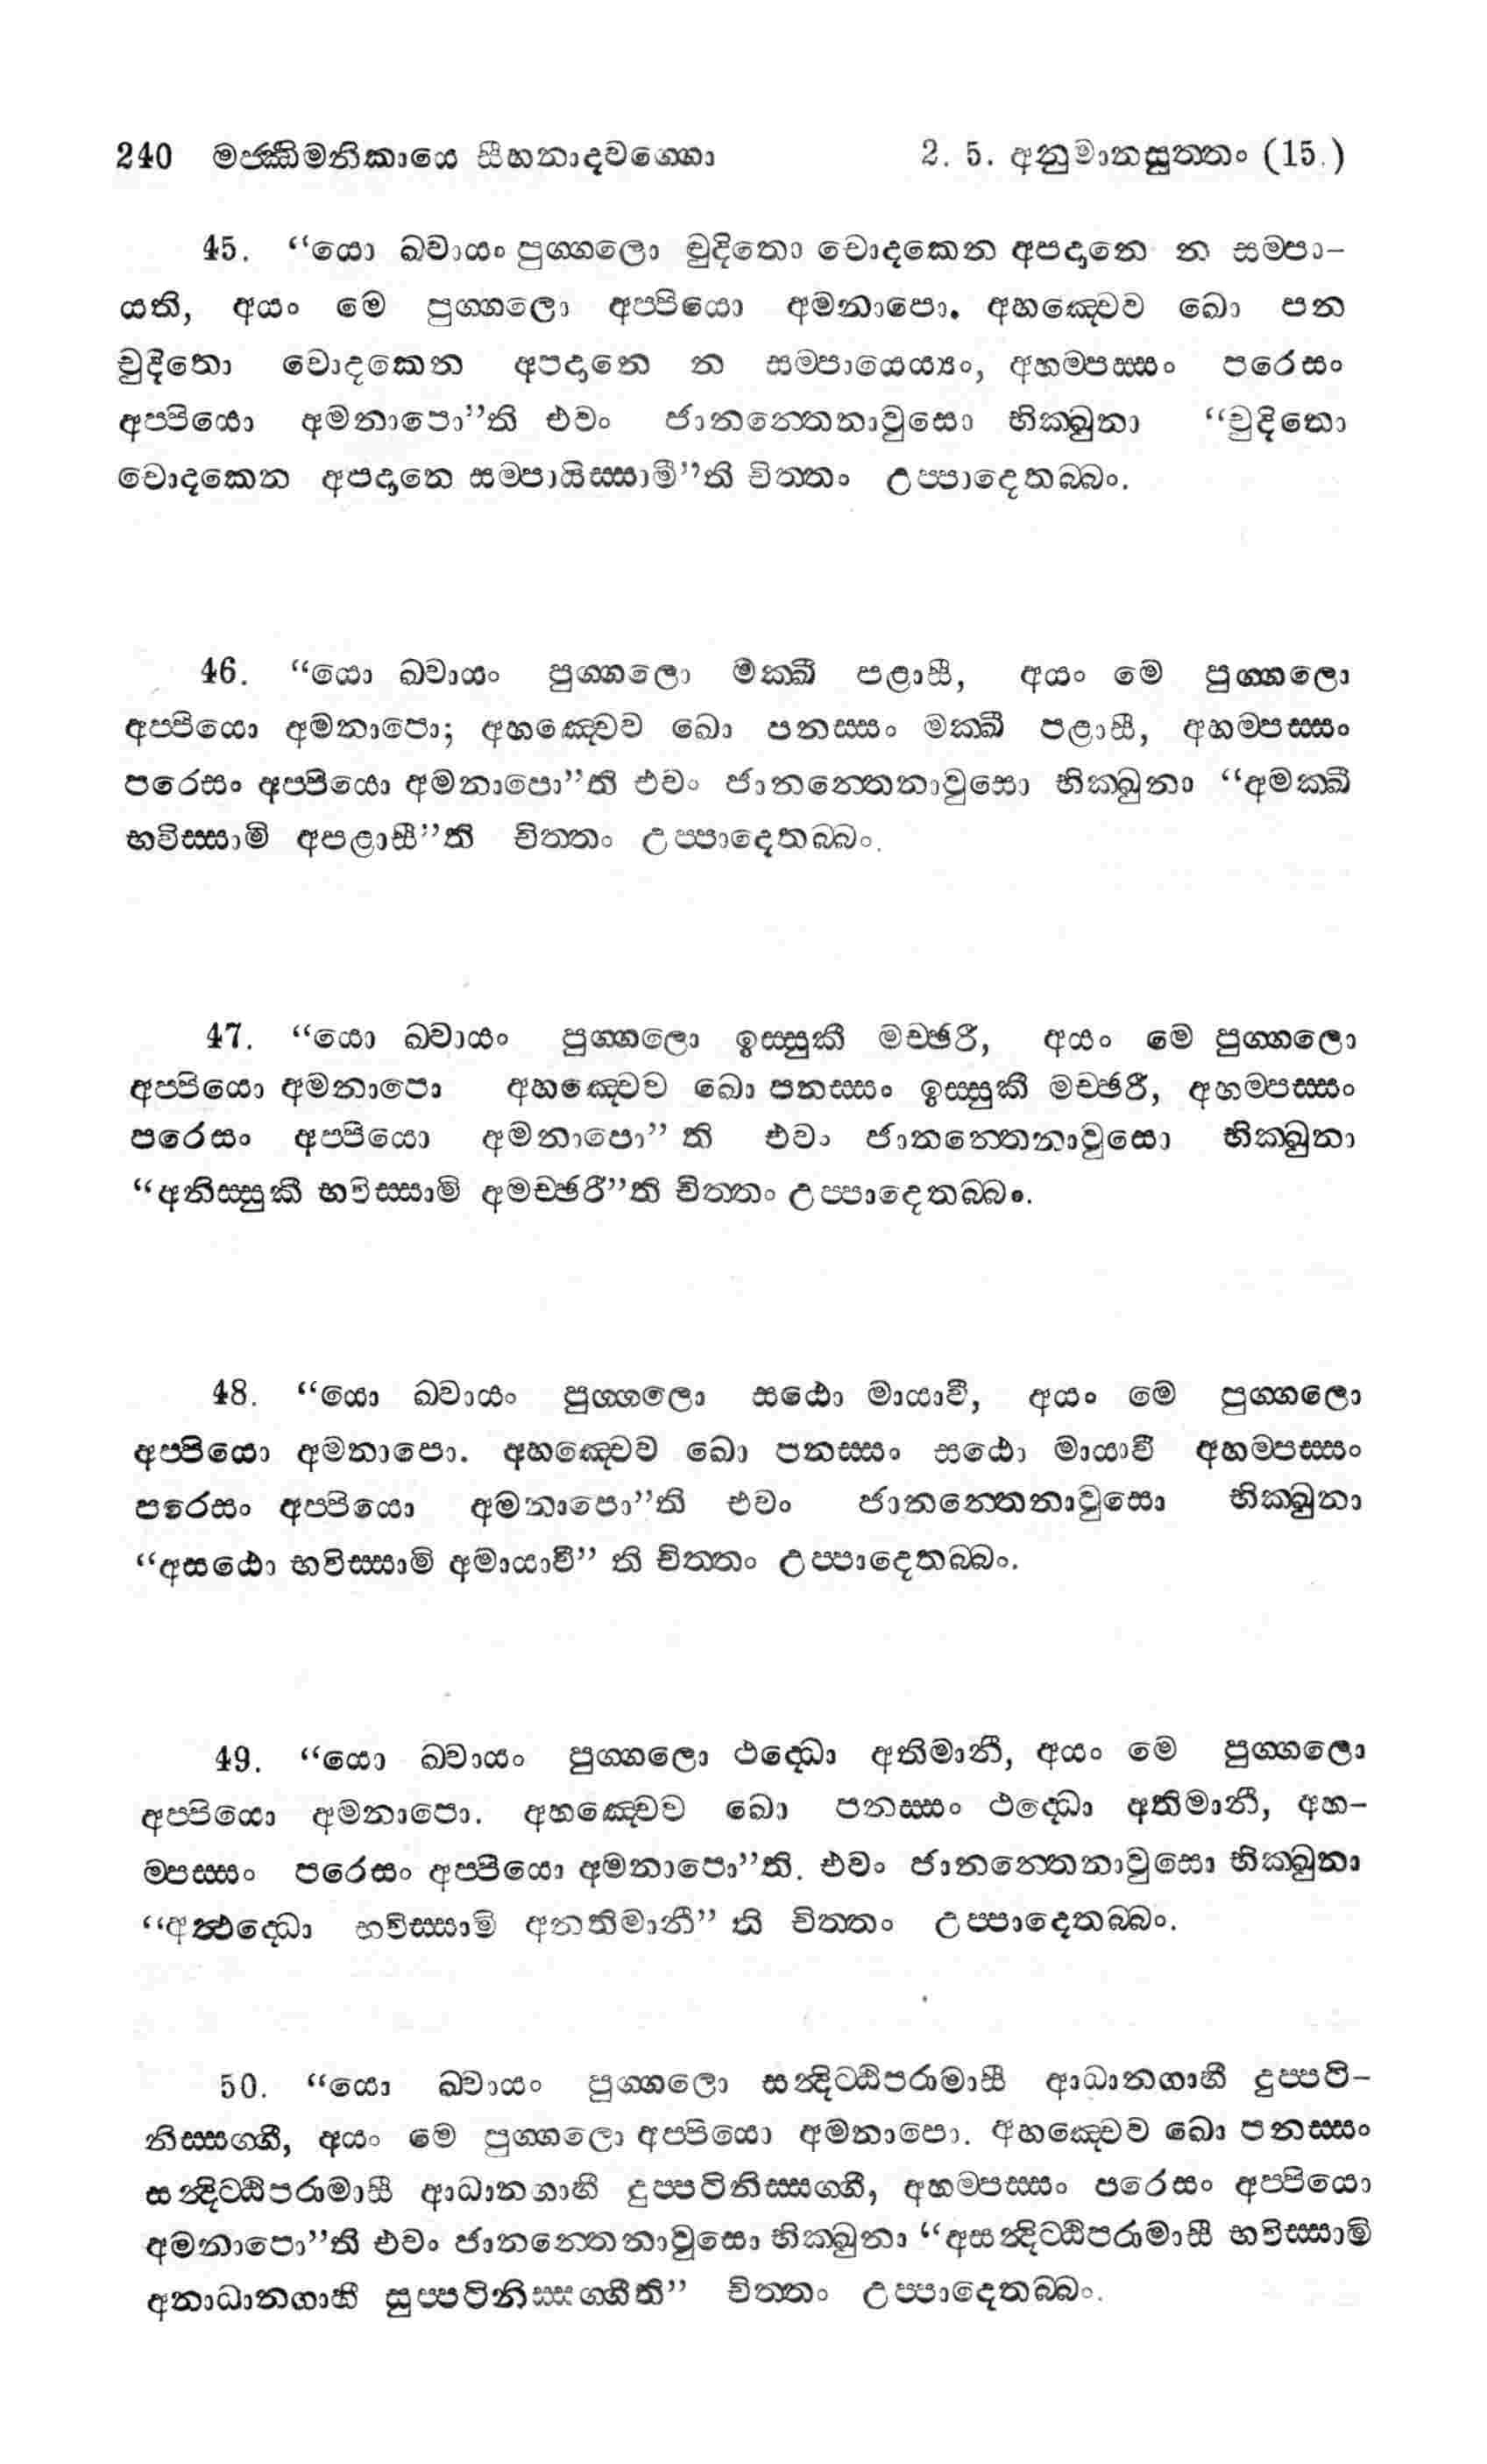 240 මජ්ඣිමනිකායෙ සීහනාදවග්ගො 2. 5. අනුමානසුත්තං (15.)
45. “යො ඛ්වායං පුග්ගලො චුදිතො චොදකෙන අපදානෙ න සම්පා-
යති, අයං මෙ පුග්ගලො අප්පියො අමනාපො. අහඤ්චෙව ඛො පන
චුදිතො චොදකෙන අපදානෙ න සම්පායෙය්‍යං, අහම්පස්සං පරෙසං
අප්පියො අමනාපො”ති එවං ජානන්තෙනාවුසො භික්ඛුනා “චුදිතො
චොදකෙන අපදානෙ සම්පායිස්සාමී”ති චිත්තං උප්පාදෙතබ්බං.
46. “යො ඛ්වායං පුග්ගලො මක්ඛී පළාසී, අයං මෙ පුග්ගලො
අප්පියො අමනාපො; අහඤ්චෙව ඛො පනස්සං මක්ඛී පළාසී, අහම්පස්සං
පරෙසං අප්පියො අමනාපො”ති එවං ජානන්තෙනාවුසො භික්ඛුනා “අමක්ඛී
භවිස්සාමි අපළාසී”ති චිත්තං උප්පාදෙතබ්බං.
47. “යො ඛ්වායං පුග්ගලො ඉස්සුකී මච්ඡරී, අයං මෙ පුග්ගලො
අප්පියො අමනාපො අහඤ්චෙව ඛො පනස්සං ඉස්සුකී මච්ඡරී, අහම්පස්සං
පරෙසං අප්පියො අමනාපො” ති එවං ජානන්තෙනාවුසො භික්ඛුනා
“අනිස්සුකී භවිස්සාමි අමච්ඡරී”ති චිත්තං උප්පාදෙතබ්බං.
48. “යො ඛ්වායං පුග්ගලො සඨො මායාවී, අයං මෙ පුග්ගලො
අප්පියො අමනාපො. අහඤ්චෙව ඛො පනස්සං සඨො මායාවී අහම්පස්සං
පරෙසං අප්පියො අමනාපො”ති එවං ජානන්තෙනාවුසො භික්ඛුනා
“අසඨො භවිස්සාමි අමායාවී” ති චිත්තං උප්පාදෙතබ්බං.
49. “යො ඛ්වායං පුග්ගලො ථද්ධො අතිමානී, අයං මෙ පුග්ගලො
අප්පියො අමනාපො. අහඤ්චෙව ඛො පනස්සං ථද්ධො අතිමානී, අහ-
ම්පස්සං පරෙසං අප්පියො අමනාපො”ති. එවං ජානන්තෙනාවුසො භික්ඛුනා
“අත්ථද්ධො භවිස්සාමි අනතිමානී” ති චිත්තං උප්පාදෙතබ්බං.
50. “යො ඛ්වායං පුග්ගලො සන්දිට්ඨිපරාමාසී ආධානගාහී දුප්පටි-
නිස්සග්ගී, අයං මෙ පුග්ගලො අප්පියො අමනාපො. අහඤ්චෙව ඛො පනස්සං
සන්දිට්ඨිපරාමාසී ආධානගාහී දුප්පටිනිස්සග්ගී, අහම්පස්සං පරෙසං අප්පියො
අමනාපො”ති එවං ජානන්තෙනාවුසො භික්ඛුනා “අසන්දිට්ඨිපරාමාසී භවිස්සාමි
අනාධානගාහී සුප්පටිනිස්සග්ගීති” චිත්තං උප්පාදෙතබ්බං.